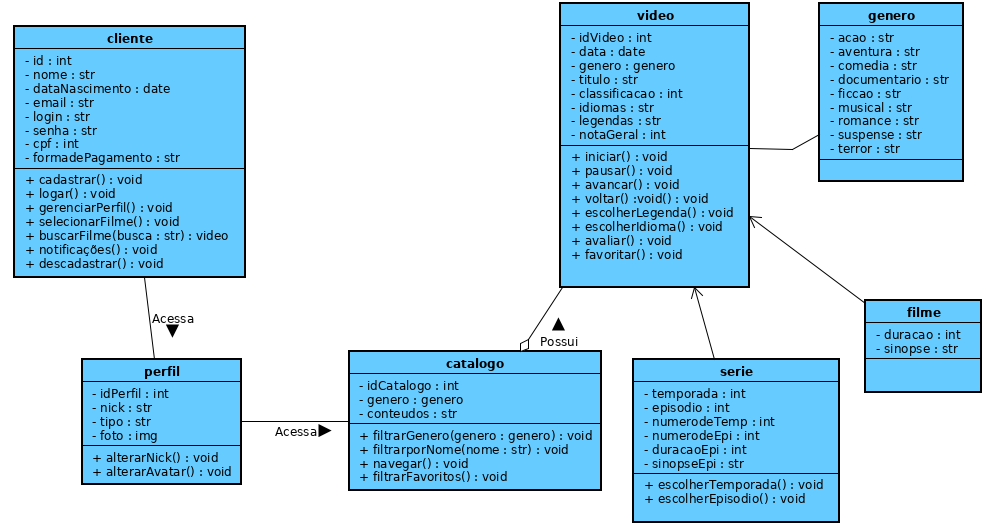 cliente
- id : int
- nome : str
- dataNascimento : date
- email : str
- login : str
- senha : str
- cpf : int
- formadePagamento : str
+ cadastrar() : void
+ logar() : void
+ gerenciarPerfil() : void
+ selecionarFilme() : void
+ buscarFilme(busca : str) : video
+ notificações() : void
+ descadastrar() : void
video
- idVideo : int
- data : date
- genero : genero
- titulo : str
- classificacao : int
- idiomas : str
- legendas : str
- notaGeral : int
+ iniciar() : void
+ pausar() : void
+ avancar() : void
+ voltar() :void() : void
+ escolherLegenda() : void
+ escolherIdioma() : void
+ avaliar() : void
+ favoritar() : void
genero
- acao : str
- aventura : str
- comedia : str
- documentario : str
- ficcao : str
- musical : str
- romance : str
- suspense : str
- terror : str
Acessa
perfil
- idPerfil : int
- nick : str
- tipo : str
- foto : img
+ alterarNick() : void
+ alterarAvatar() : void
Acessa
Possui
catalogo
- idCatalogo : int
- genero : genero
- conteudos : str
+ filtrarGenero(genero : genero) : void
+ filtrarporNome(nome : str) : void
+ navegar() : void
+ filtrarFavoritos() : void
serie
- temporada : int
- episodio : int
- numerodeTemp : int
- numerodeEpi : int
- duracaoEpi : int
- sinopseEpi : str
+ escolherTemporada() : void
+ escolherEpisodio() : void
filme
- duracao : int
- sinopse : str